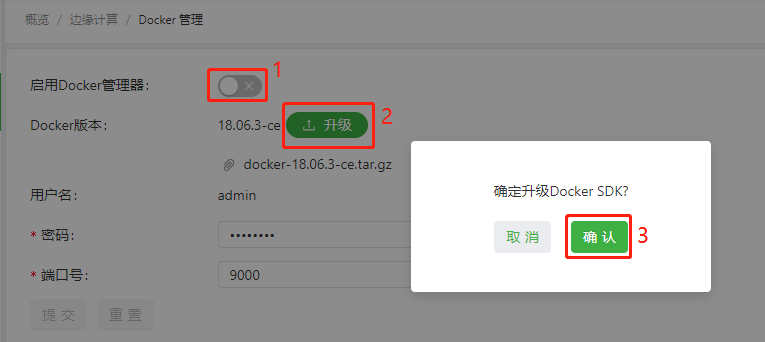 概览 / 边缘计算 / Docker 管理
启用Docker管理器： 1
Docker版本： 18.06.3-ce 升级 2
docker-18.06.3-ce.tar.gz
用户名： admin
* 密码： ••••••••
* 端口号： 9000
提 交 重 置
确定升级Docker SDK?
取 消 确 认 3